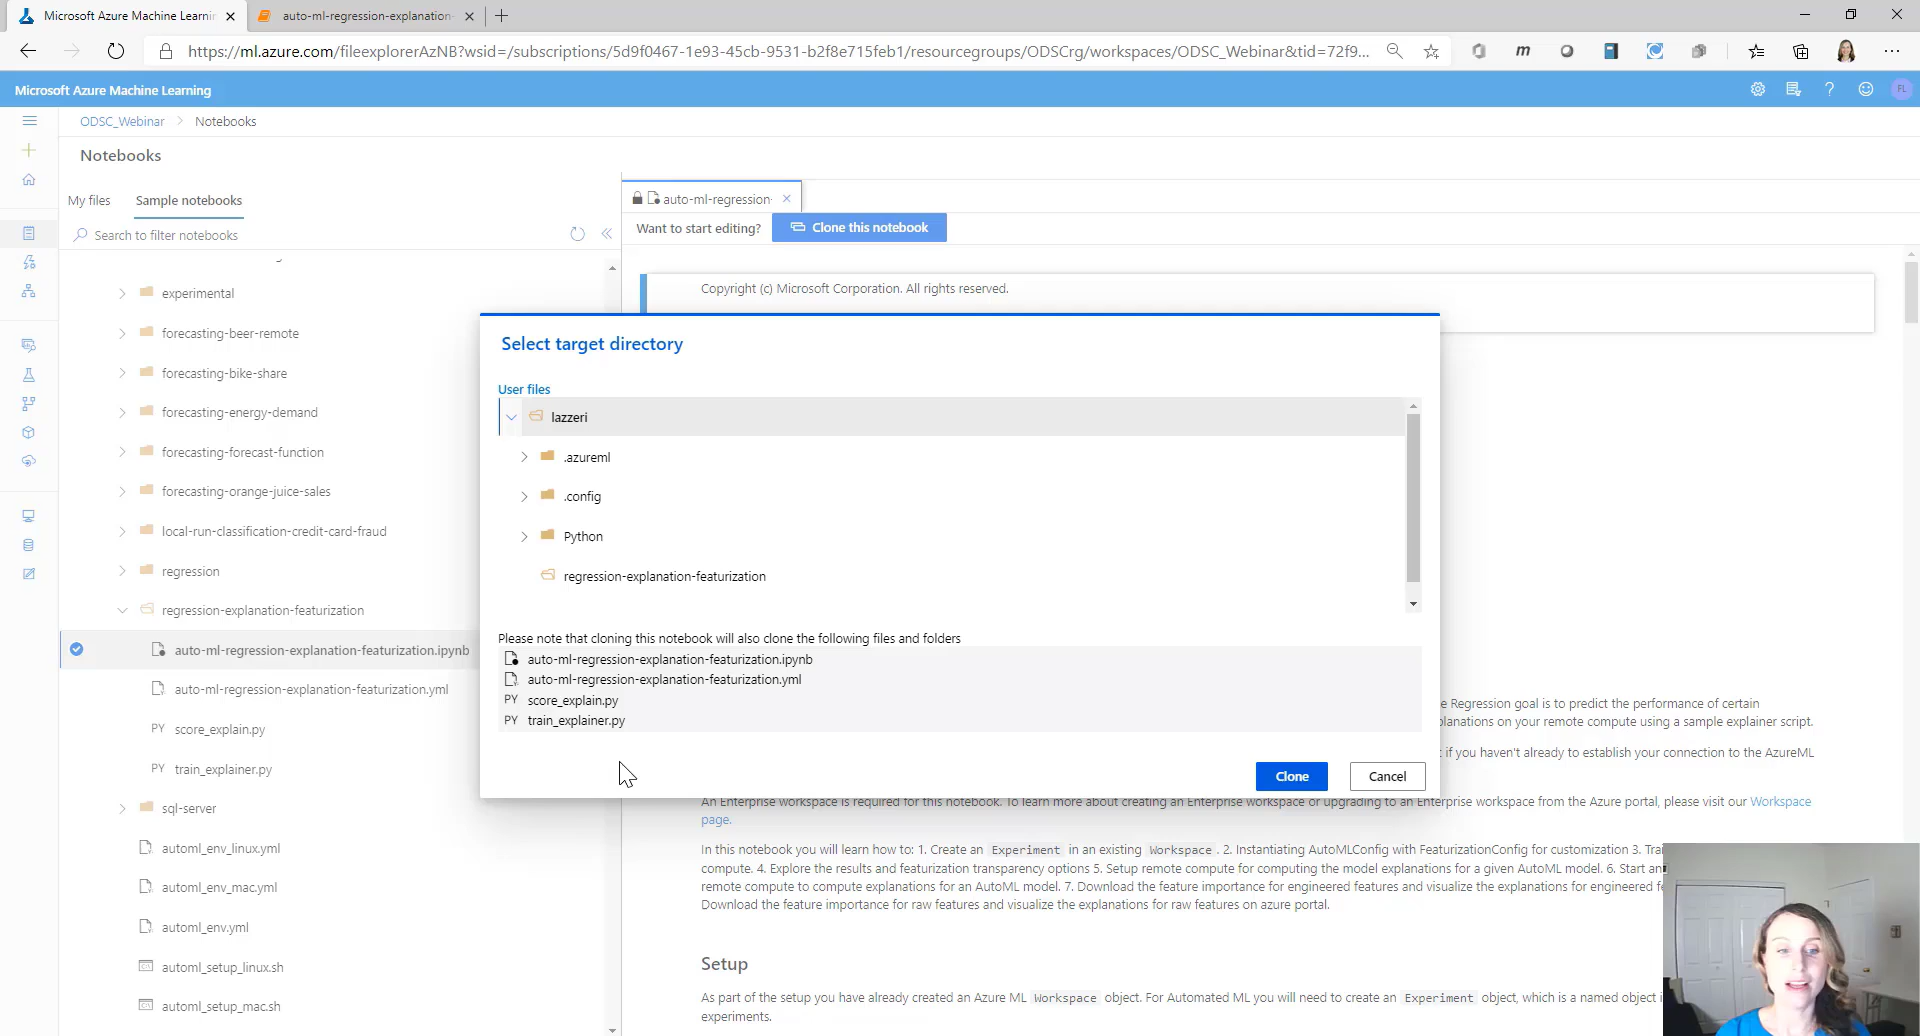 Microsoft Azure Machine Learnin
auto-ml-regression-explanation-
https://ml.azure.com/fileexplorerAzNB?wsid=/subscriptions/5d9f0467-1e93-45cb-9531-b2f8e715feb1/resourcegroups/ODSCrg/workspaces/ODSC_Webinar&tid=72f9...
Microsoft Azure Machine Learning
FL
ODSC_Webinar > Notebooks
Notebooks
My files
Sample notebooks
Search to filter notebooks
experimental
forecasting-beer-remote
forecasting-bike-share
forecasting-energy-demand
forecasting-forecast-function
forecasting-orange-juice-sales
local-run-classification-credit-card-fraud
regression
regression-explanation-featurization
auto-ml-regression-explanation-featurization.ipynb
auto-ml-regression-explanation-featurization.yml
PY score_explain.py
PY train_explainer.py
sql-server
automl_env_linux.yml
automl_env_mac.yml
automl_env.yml
automl_setup_linux.sh
automl_setup_mac.sh
auto-ml-regression-
Want to start editing?
Clone this notebook
Copyright (c) Microsoft Corporation. All rights reserved.
Select target directory
User files
lazzeri
.azureml
.config
Python
regression-explanation-featurization
Please note that cloning this notebook will also clone the following files and folders
auto-ml-regression-explanation-featurization.ipynb
auto-ml-regression-explanation-featurization.yml
PY score_explain.py
PY train_explainer.py
Clone
Cancel
e Regression goal is to predict the performance of certain
planations on your remote compute using a sample explainer script.
t if you haven't already to establish your connection to the AzureML
An Enterprise workspace is required for this notebook. To learn more about creating an Enterprise workspace or upgrading to an Enterprise workspace from the Azure portal, please visit our Workspace
page.
In this notebook you will learn how to: 1. Create an Experiment in an existing Workspace. 2. Instantiating AutoMLConfig with FeaturizationConfig for customization 3. Trai
compute. 4. Explore the results and featurization transparency options 5. Setup remote compute for computing the model explanations for a given AutoML model. 6. Start an
remote compute to compute explanations for an AutoML model. 7. Download the feature importance for engineered features and visualize the explanations for engineered fe
Download the feature importance for raw features and visualize the explanations for raw features on azure portal.
Setup
As part of the setup you have already created an Azure ML Workspace object. For Automated ML you will need to create an Experiment object, which is a named object i
experiments.